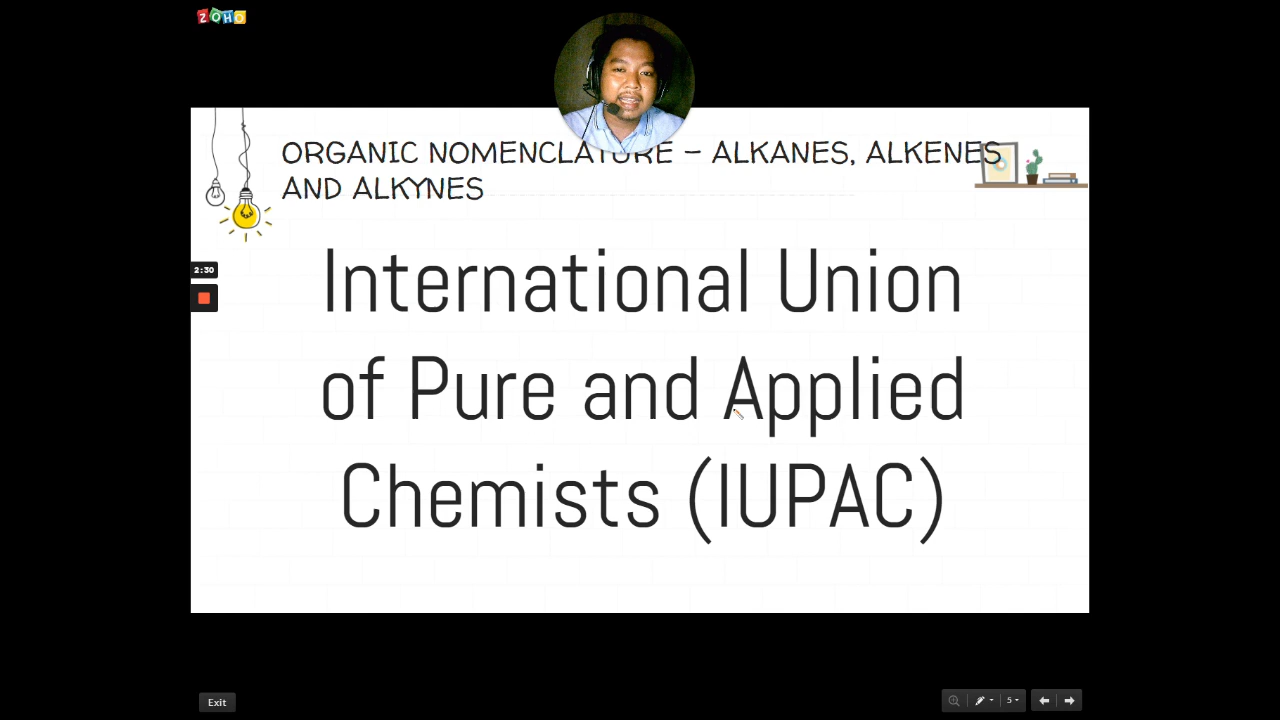 ZOHO
ORGANIC NOMENCLATURE – ALKANES, ALKENES
AND ALKYNES
2:30
International Union
of Pure and Applied
Chemists (IUPAC)
Exit
5